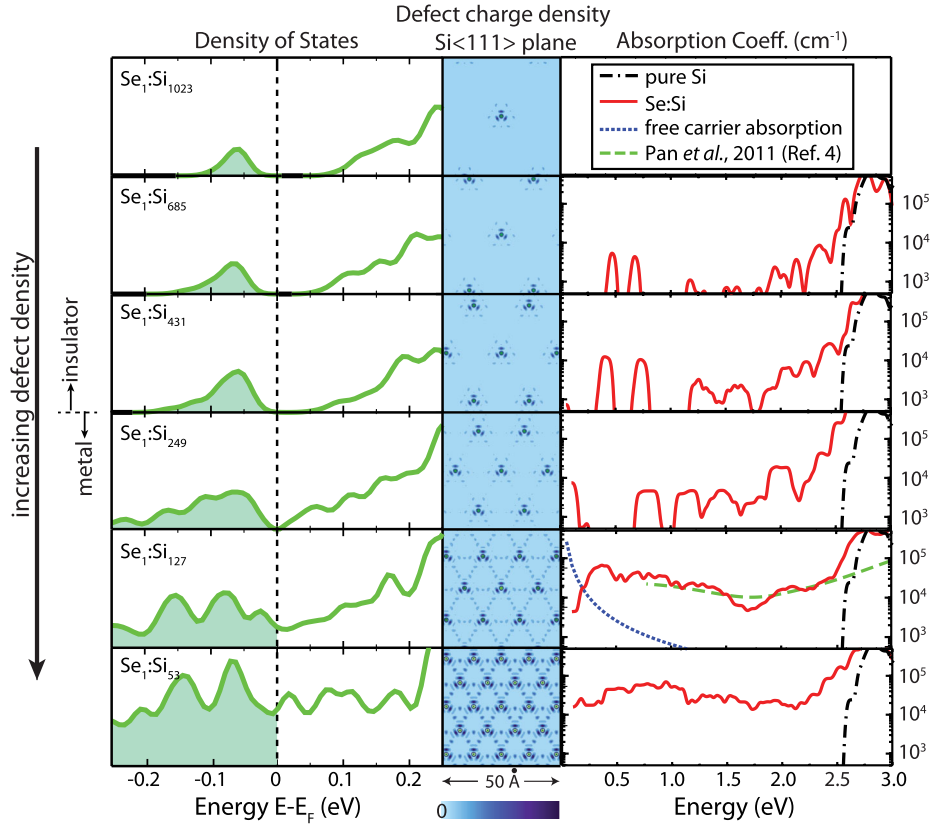 Defect charge density
Density of States
Si<111> plane
Absorption Coeff. (cm⁻¹)
Se₁:Si₁₀₂₃
pure Si
Se:Si
free carrier absorption
Pan et al., 2011 (Ref. 4)
Se₁:Si₆₈₅
10⁵
10⁴
10³
Se₁:Si₄₃₁
10⁵
10⁴
10³
Se₁:Si₂₄₉
10⁵
10⁴
10³
Se₁:Si₁₂₇
10⁵
10⁴
10³
Se₁:Si₅₃
10⁵
10⁴
10³
increasing defect density
insulator
metal
-0.2 -0.1 0 0.1 0.2
50 Å
0.5 1.0 1.5 2.0 2.5 3.0
Energy E-E_F (eV)
0
Energy (eV)